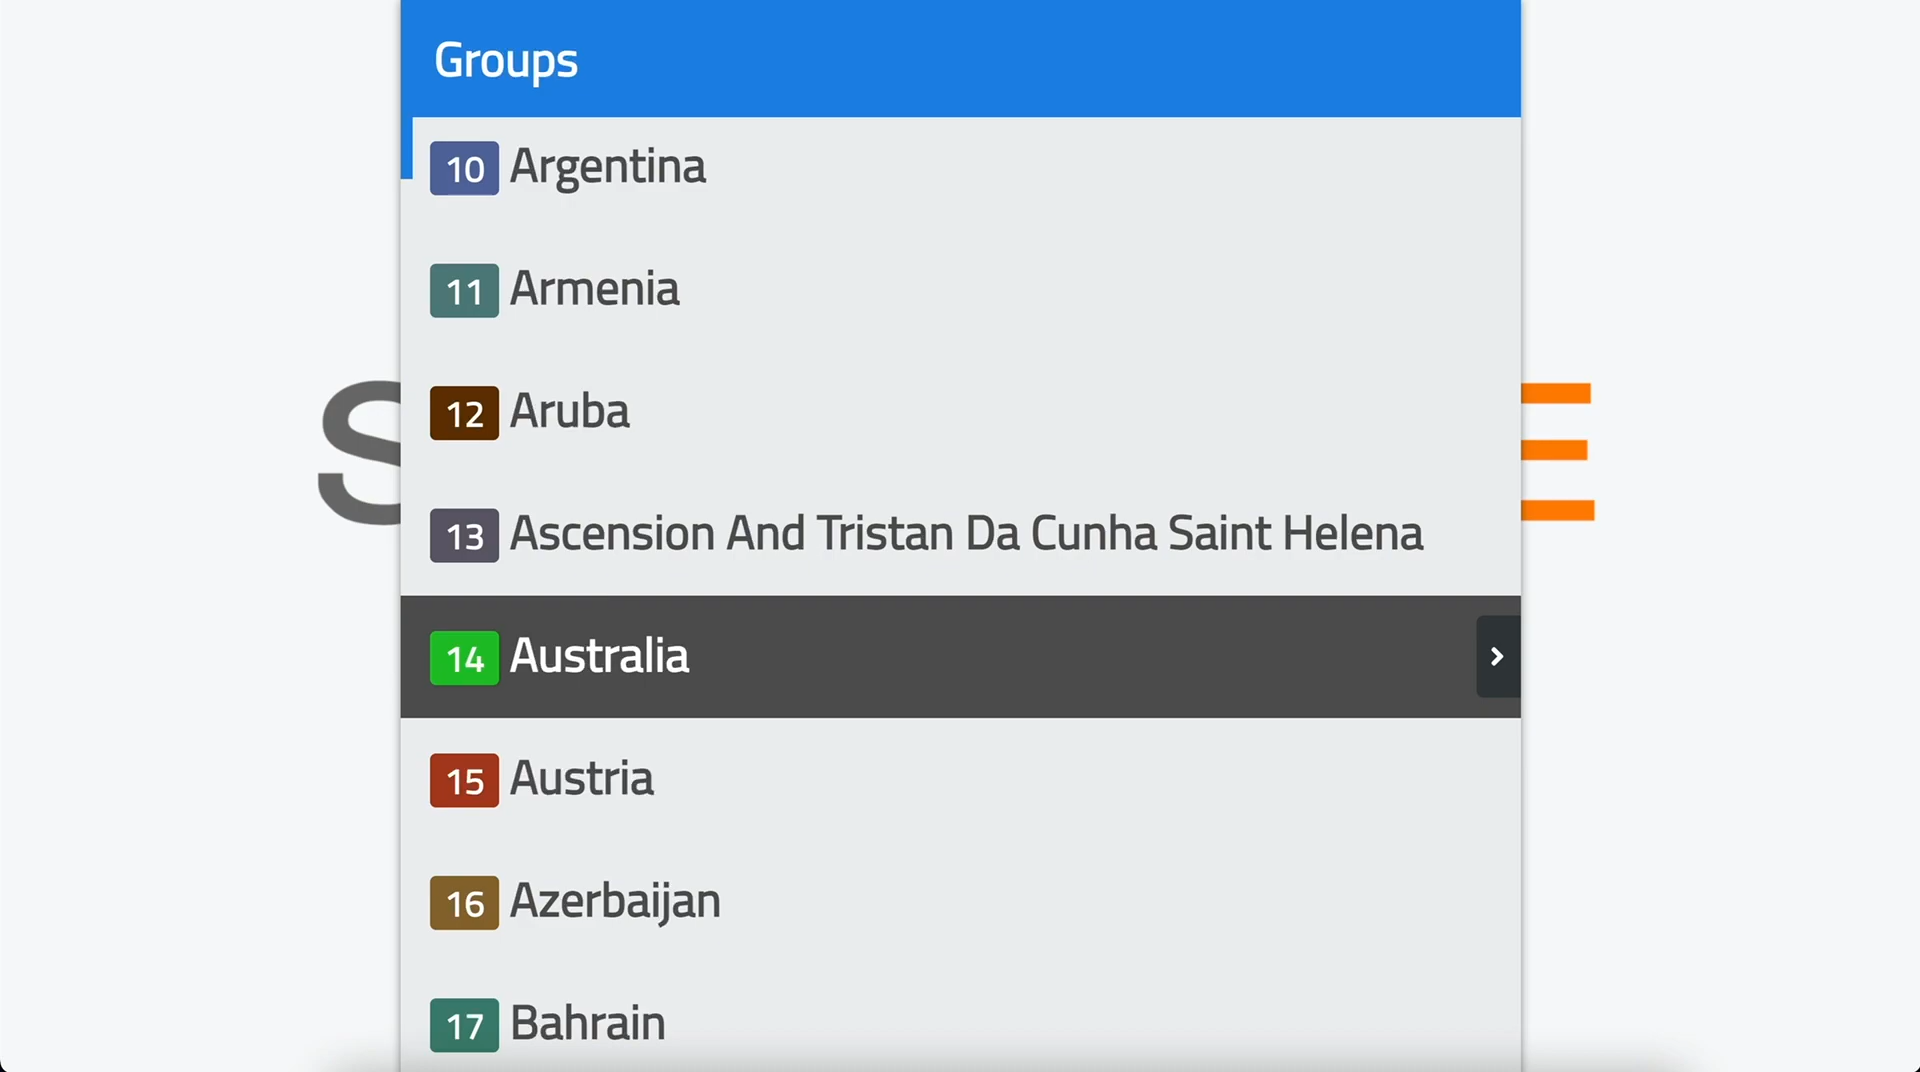 Groups
10 Argentina
11 Armenia
12 Aruba
13 Ascension And Tristan Da Cunha Saint Helena
S E
14 Australia
15 Austria
16 Azerbaijan
17 Bahrain